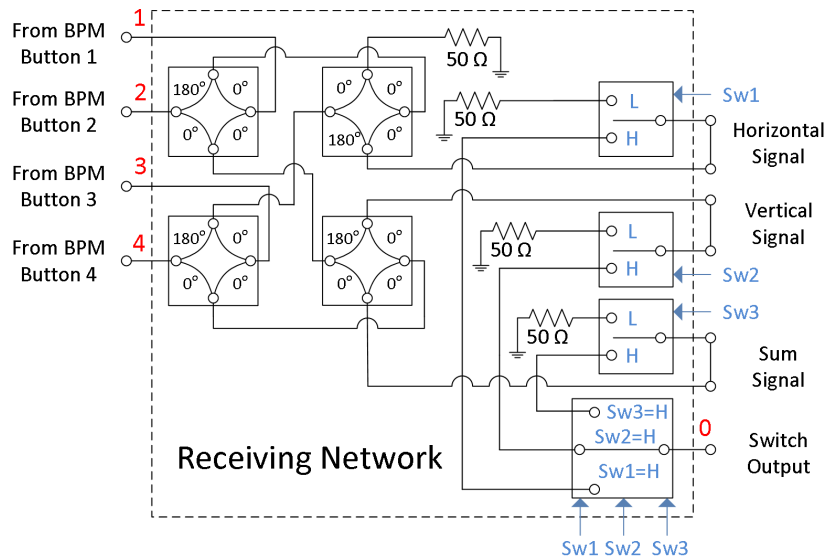 From BPM
Button 1
1
From BPM
Button 2
2
From BPM
Button 3
3
From BPM
Button 4
4
180° 0°
0° 0°
0° 0°
180° 0°
180° 0°
0° 0°
180° 0°
0° 0°
50 Ω
50 Ω
L
H
Sw1
Horizontal
Signal
50 Ω
L
H
Sw2
Vertical
Signal
50 Ω
L
H
Sw3
Sum
Signal
Sw3=H
Sw2=H
Sw1=H
0
Switch
Output
Sw1 Sw2 Sw3
Receiving Network